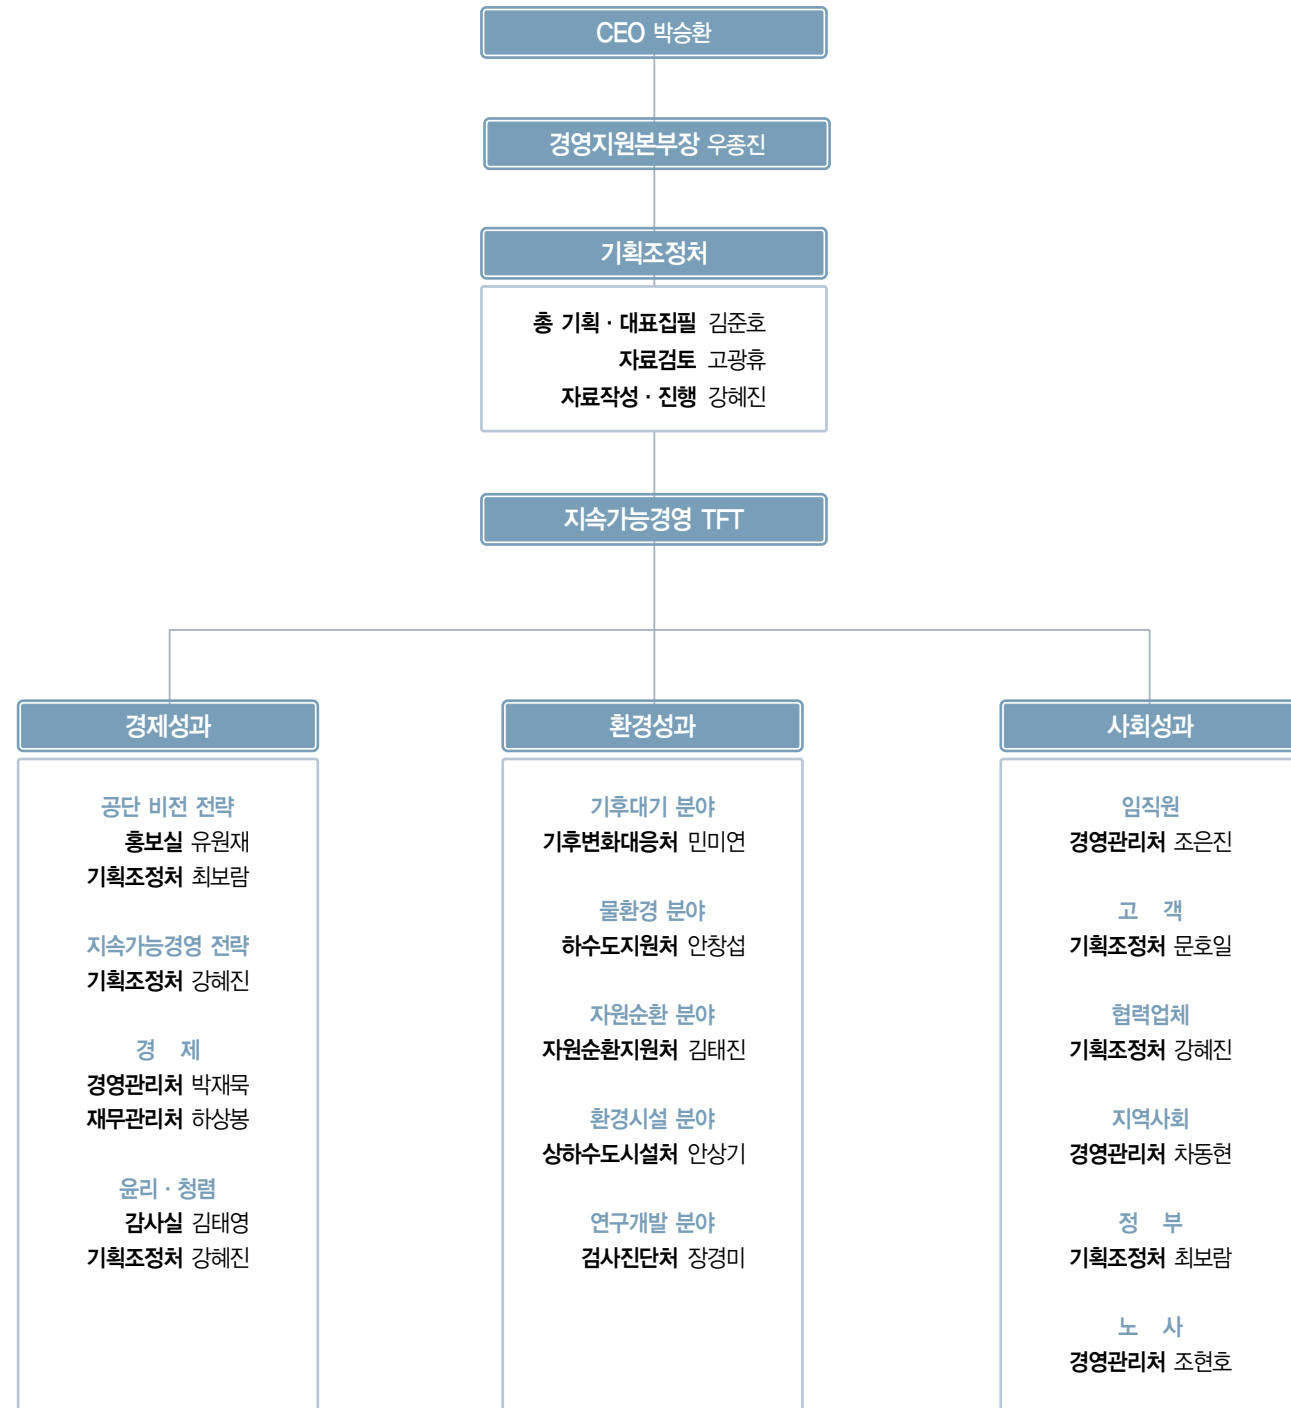 CEO 박승환
경영지원본부장 우종진
기획조정처
총 기획 · 대표집필 김준호
자료검토 고광휴
자료작성 · 진행 강혜진
지속가능경영 TFT
경제성과
공단 비전 전략
홍보실 유원재
기획조정처 최보람
지속가능경영 전략
기획조정처 강혜진
경 제
경영관리처 박재묵
재무관리처 하상봉
윤리 · 청렴
감사실 김태영
기획조정처 강혜진
환경성과
기후대기 분야
기후변화대응처 민미연
물환경 분야
하수도지원처 안창섭
자원순환 분야
자원순환지원처 김태진
환경시설 분야
상하수도시설처 안상기
연구개발 분야
검사진단처 장경미
사회성과
임직원
경영관리처 조은진
고 객
기획조정처 문호일
협력업체
기획조정처 강혜진
지역사회
경영관리처 차동현
정 부
기획조정처 최보람
노 사
경영관리처 조현호